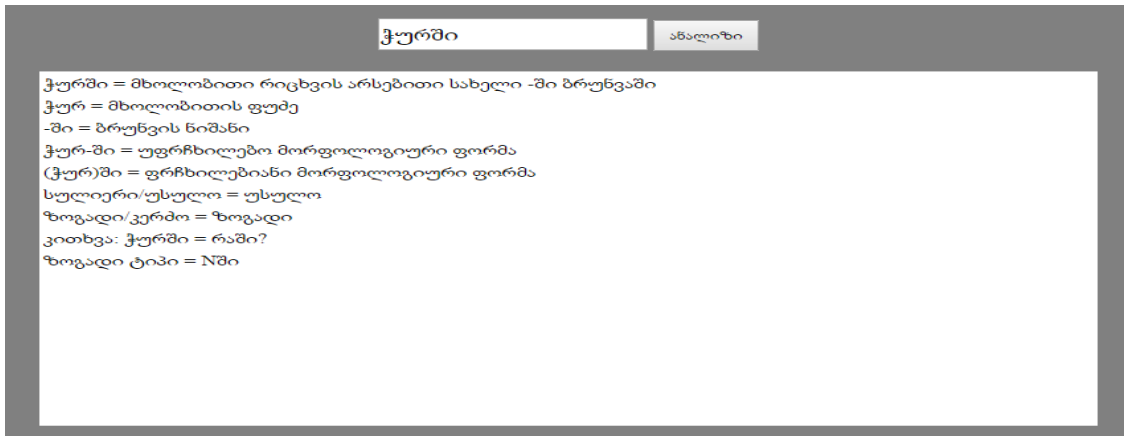 ჭურში
ანალიზი
ჭურში = მხოლობითი რიცხვის არსებითი სახელი -ში ბრუნვაში
ჭურ = მხოლობითის ფუძე
-ში = ბრუნვის ნიშანი
ჭურ-ში = უფრჩხილებო მორფოლოგიური ფორმა
(ჭურ)ში = ფრჩხილებიანი მორფოლოგიური ფორმა
სულიერი/უსულო = უსულო
ზოგადი/კერძო = ზოგადი
კითხვა: ჭურში = რაში?
ზოგადი ტიპი = Nში